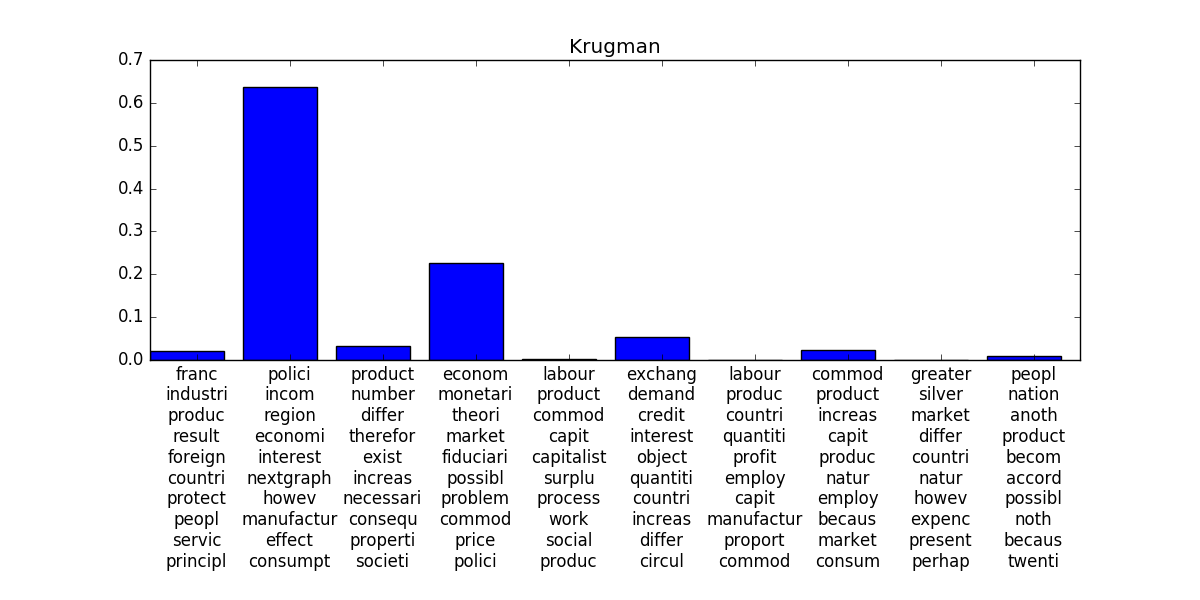 Krugman
0.7
0.6
0.5
0.4
0.3
0.2
0.1
0.0
franc polici product econom labour exchang labour commod greater peopl
industri incom number monetari product demand produc product silver nation
produc region differ theori commod credit countri increas market anoth
result economi therefor market capit interest quantiti capit differ product
foreign interest exist fiduciari capitalist object profit produc countri becom
countri nextgraph increas possibl surplu quantiti employ natur natur accord
protect howev necessari problem process countri capit employ howev possibl
peopl manufactur consequ commod work increas manufactur becaus expenc noth
servic effect properti price social differ proport market present becaus
principl consumpt societi polici produc circul commod consum perhap twenti